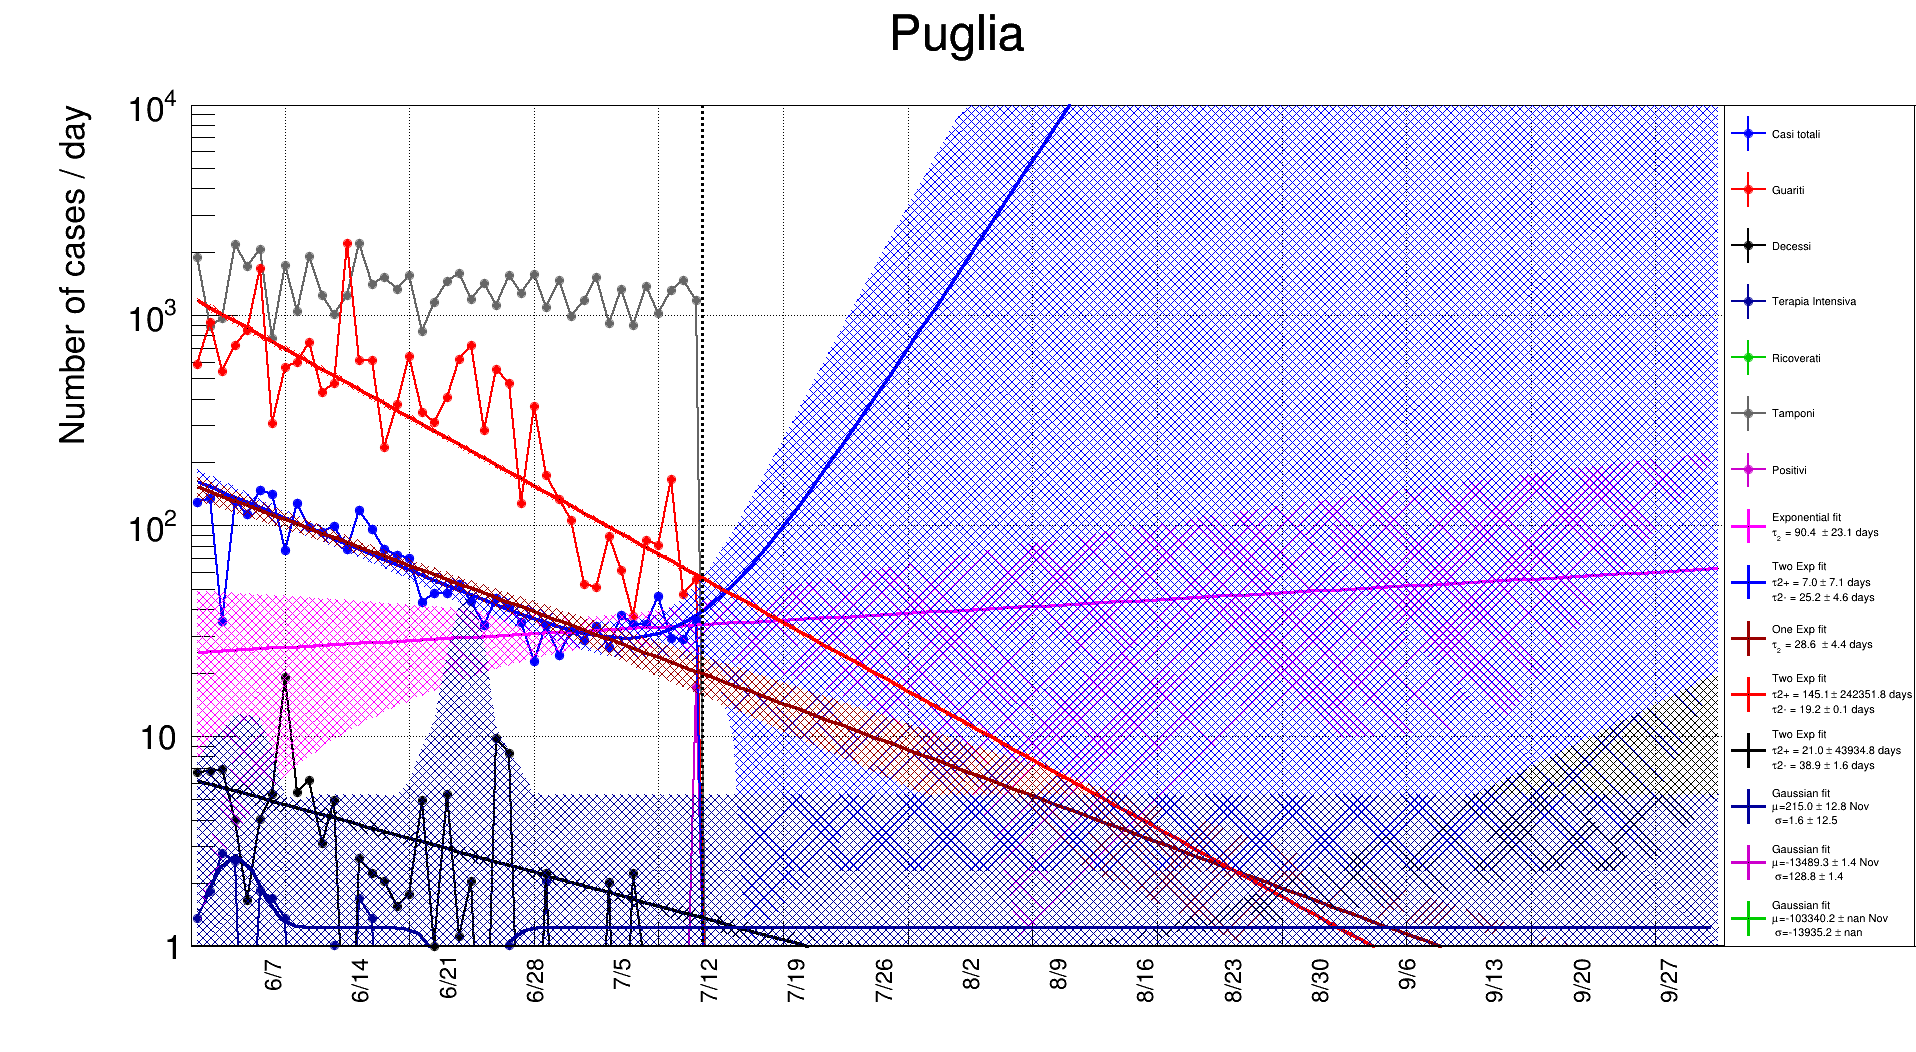 Puglia
Number of cases / day
10^4
10^3
10^2
10
1
6/7
6/14
6/21
6/28
7/5
7/12
7/19
7/26
8/2
8/9
8/16
8/23
8/30
9/6
9/13
9/20
9/27
Casi totali
Guariti
Decessi
Terapia Intensiva
Ricoverati
Tamponi
Positivi
Exponential fit
τ₂ = 90.4 ± 23.1 days
Two Exp fit
τ2+ = 7.0 ± 7.1 days
τ2- = 25.2 ± 4.6 days
One Exp fit
τ₂ = 28.6 ± 4.4 days
Two Exp fit
τ2+ = 145.1 ± 242351.8 days
τ2- = 19.2 ± 0.1 days
Two Exp fit
τ2+ = 21.0 ± 43934.8 days
τ2- = 38.9 ± 1.6 days
Gaussian fit
μ=215.0 ± 12.8 Nov
σ=1.6 ± 12.5
Gaussian fit
μ=-13489.3 ± 1.4 Nov
σ=128.8 ± 1.4
Gaussian fit
μ=-103340.2 ± nan Nov
σ=-13935.2 ± nan